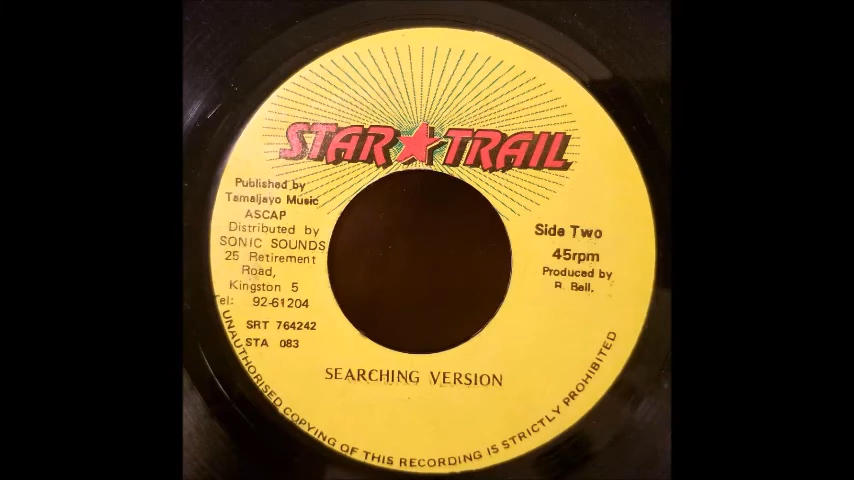 STAR TRAIL
Published by
Tamaljayo Music
ASCAP
Distributed by
SONIC SOUNDS
25 Retirement
Road,
Kingston 5
Tel: 92-61204
SRT 764242
STA 083
Side Two
45rpm
Produced by
R. Bell.
SEARCHING VERSION
UNAUTHORISED COPYING OF THIS RECORDING IS STRICTLY PROHIBITED